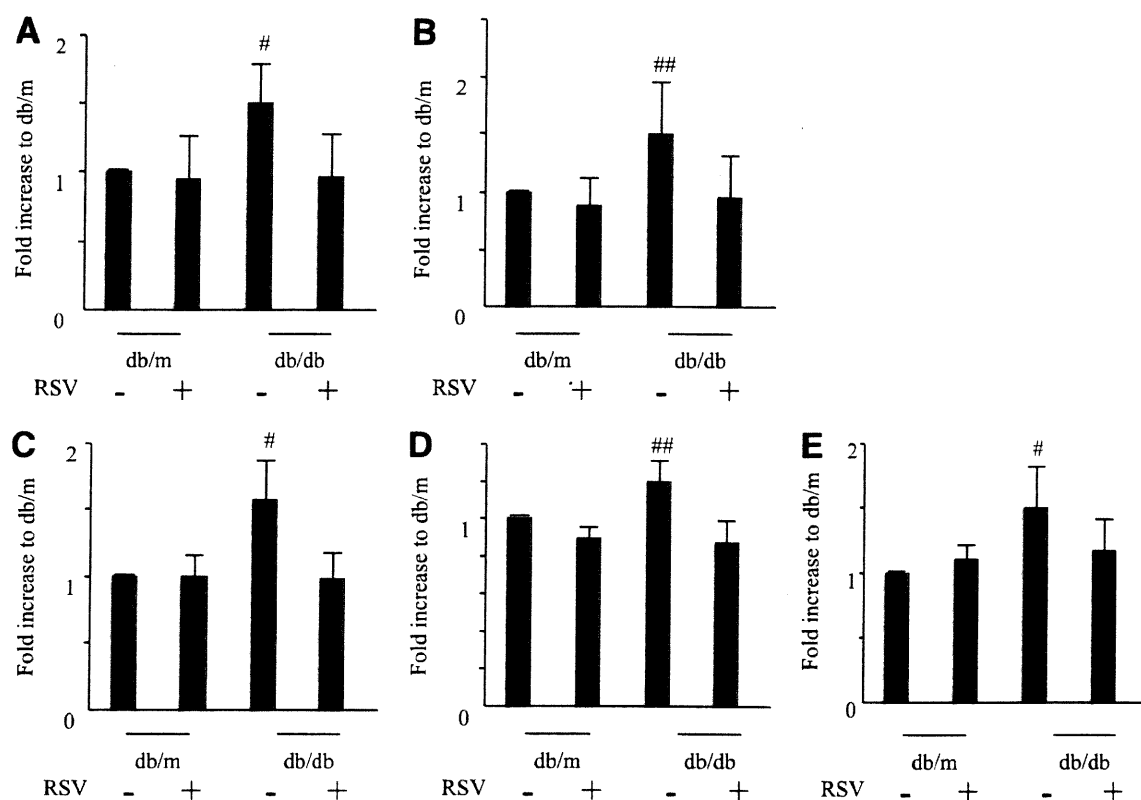 A
Fold increase to db/m
2
1
0
#
db/m db/db
RSV - + - +
B
Fold increase to db/m
2
1
0
##
db/m db/db
RSV - + - +
C
Fold increase to db/m
2
1
0
#
db/m db/db
RSV - + - +
D
Fold increase to db/m
1
0
##
db/m db/db
RSV - + - +
E
Fold increase to db/m
2
1
0
#
db/m db/db
RSV - + - +